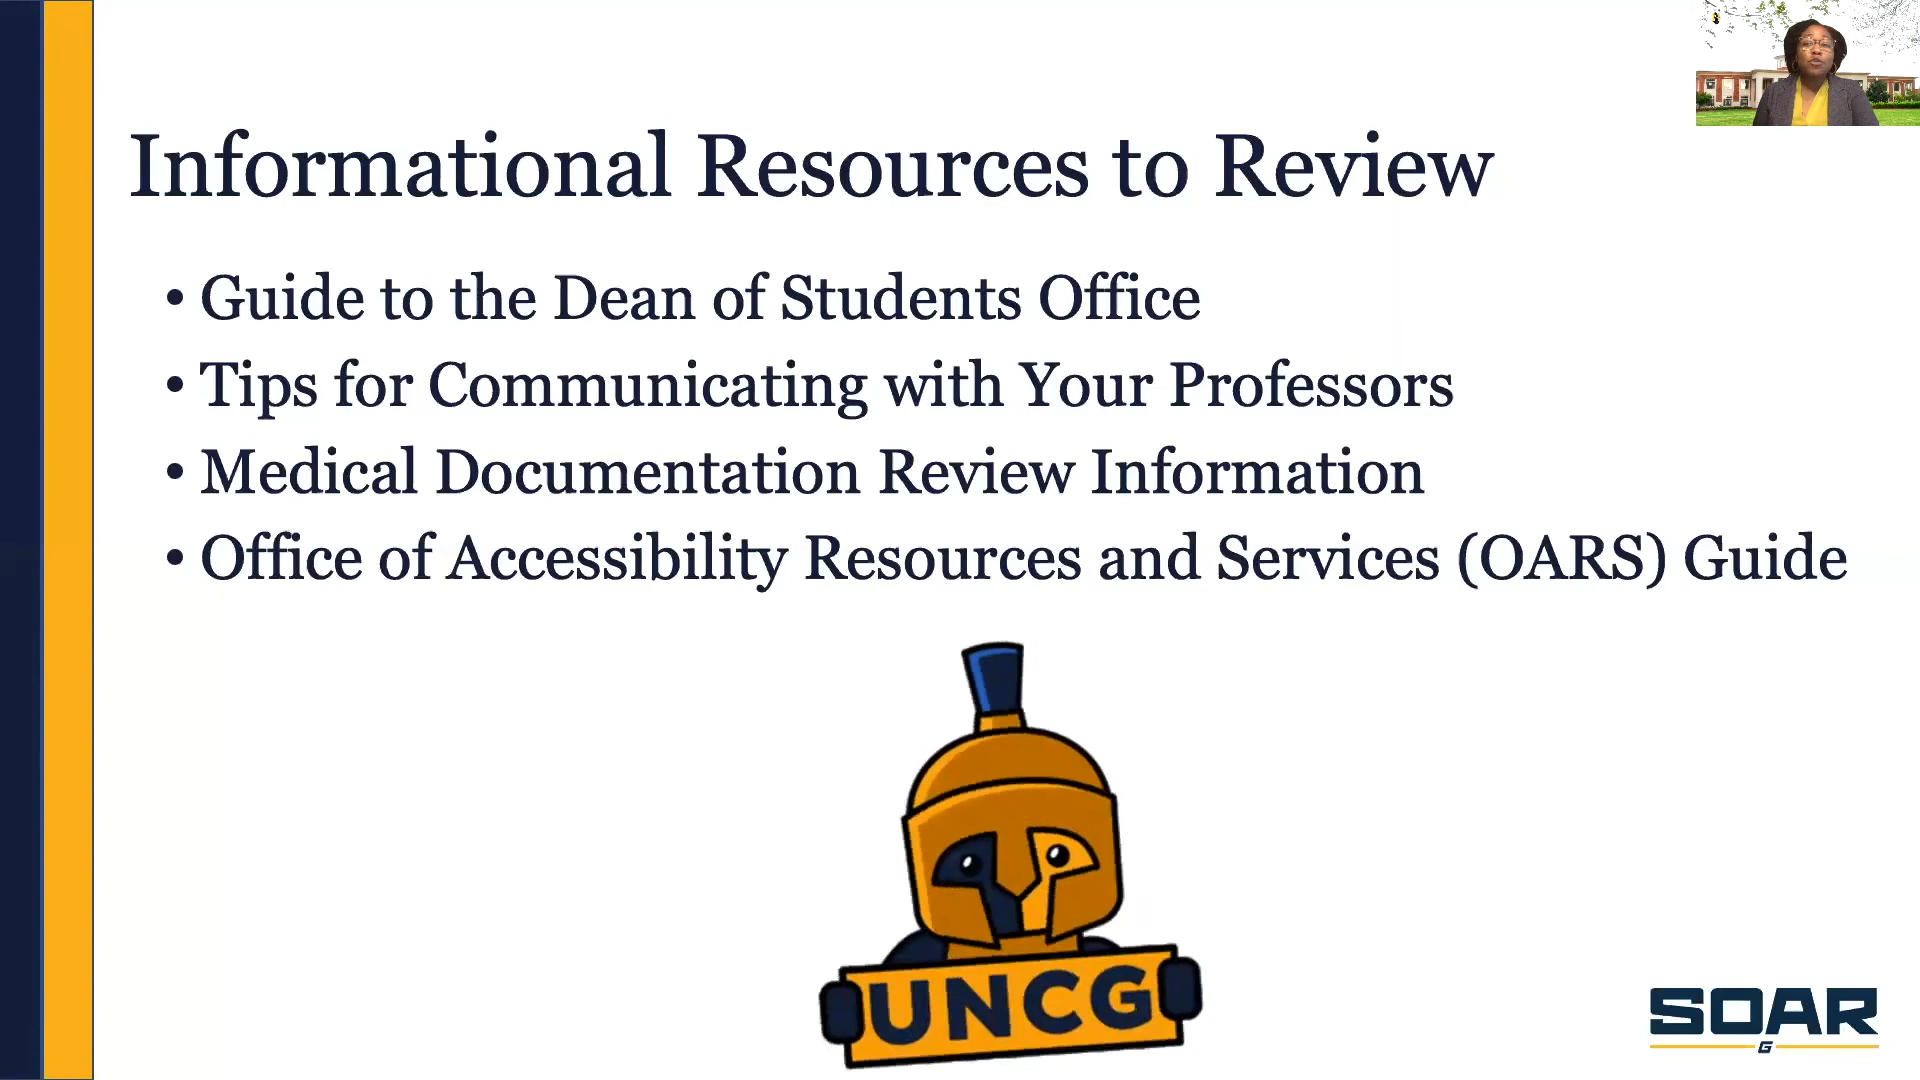 Informational Resources to Review
• Guide to the Dean of Students Office
• Tips for Communicating with Your Professors
• Medical Documentation Review Information
• Office of Accessibility Resources and Services (OARS) Guide
UNCG
SOAR
G